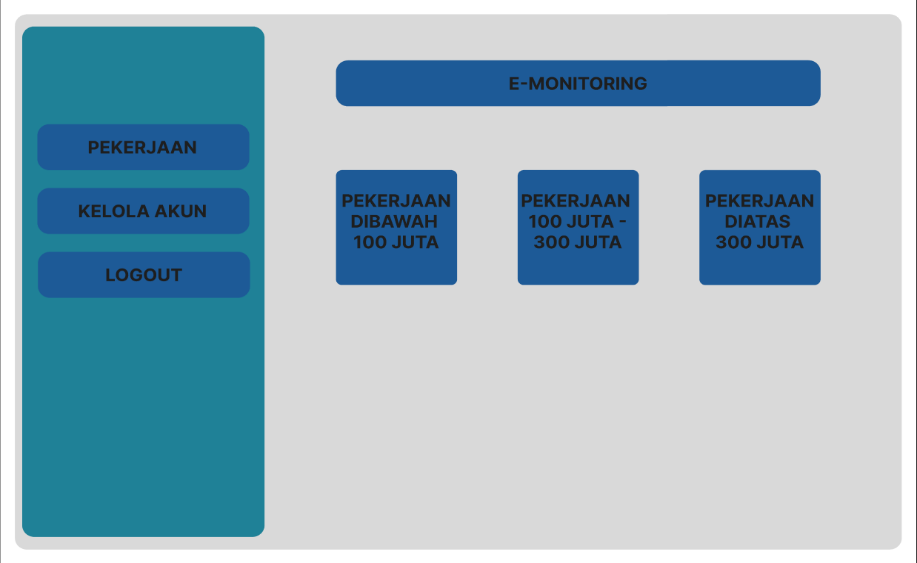 E-MONITORING
PEKERJAAN
KELOLA AKUN
LOGOUT
PEKERJAAN
DIBAWAH
100 JUTA
PEKERJAAN
100 JUTA -
300 JUTA
PEKERJAAN
DIATAS
300 JUTA